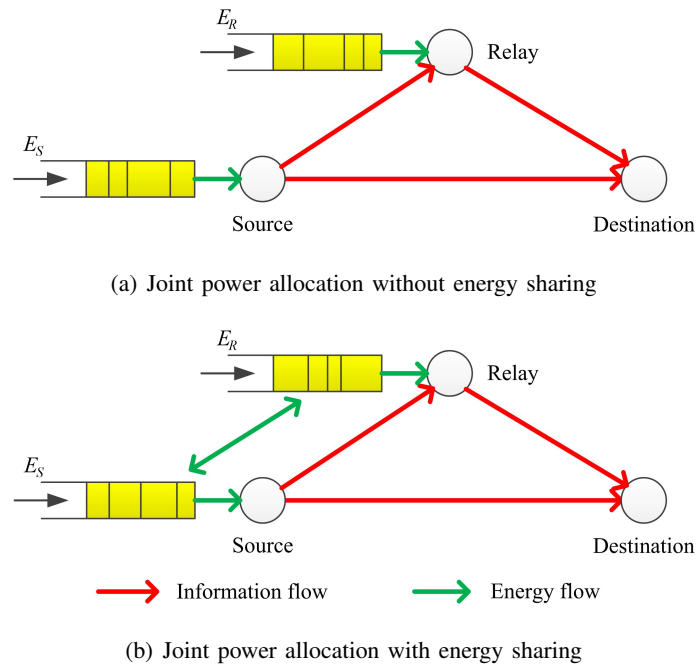 E_R
Relay
E_S
Source
Destination
(a) Joint power allocation without energy sharing
E_R
Relay
E_S
Source
Destination
Information flow
Energy flow
(b) Joint power allocation with energy sharing